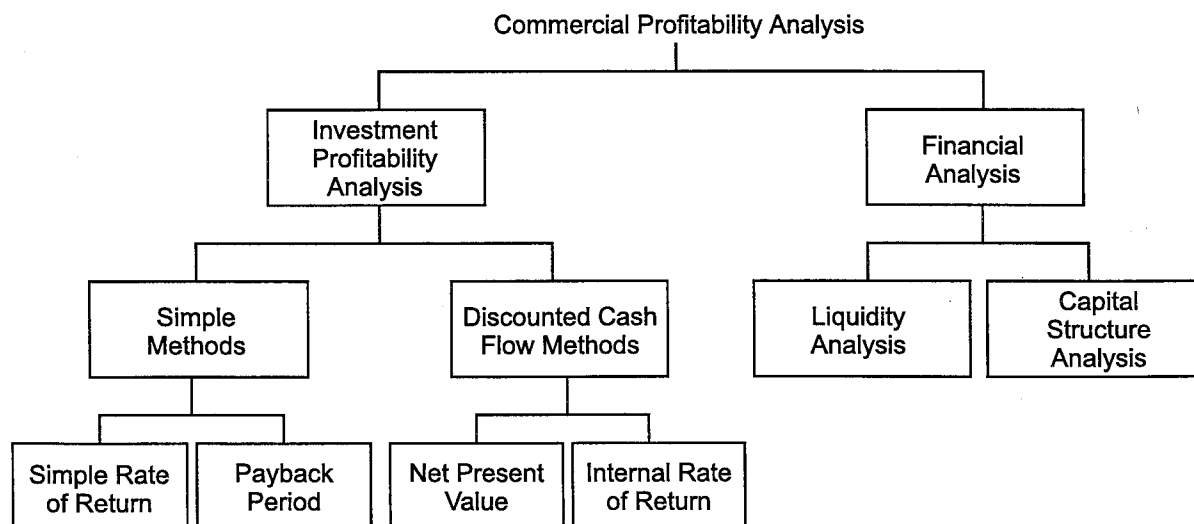 Commercial Profitability Analysis
Investment
Profitability
Analysis
Financial
Analysis
Simple
Methods
Discounted Cash
Flow Methods
Liquidity
Analysis
Capital
Structure
Analysis
Simple Rate
of Return
Payback
Period
Net Present
Value
Internal Rate
of Return